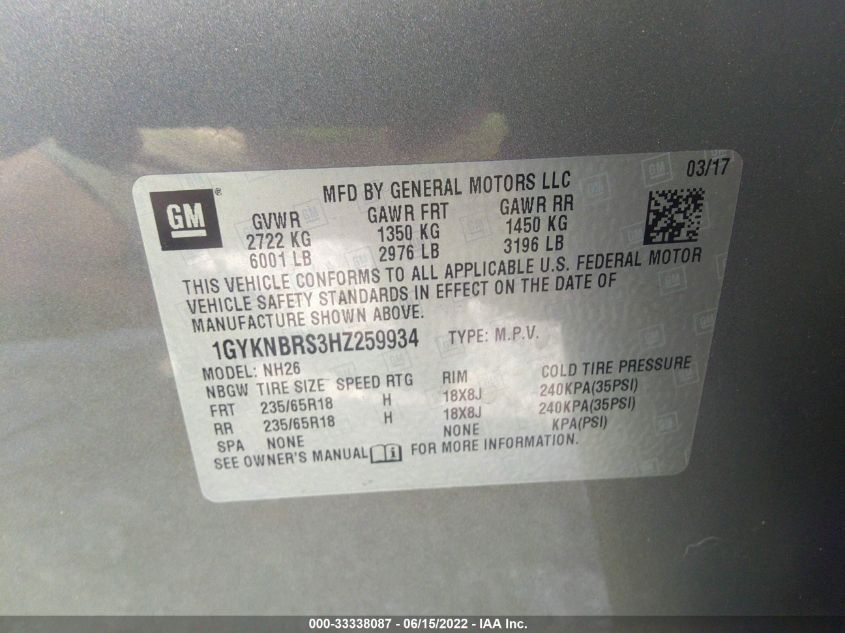 03/17
GM®
MFD BY GENERAL MOTORS LLC
GVWR GAWR FRT GAWR RR
2722 KG 1350 KG 1450 KG
6001 LB 2976 LB 3196 LB
THIS VEHICLE CONFORMS TO ALL APPLICABLE U.S. FEDERAL MOTOR
VEHICLE SAFETY STANDARDS IN EFFECT ON THE DATE OF
MANUFACTURE SHOWN ABOVE.
1GYKNBRS3HZ259934 TYPE: M.P.V.
MODEL: NH26
NBGW TIRE SIZE SPEED RTG RIM COLD TIRE PRESSURE
FRT 235/65R18 H 18X8J 240KPA(35PSI)
RR 235/65R18 H 18X8J 240KPA(35PSI)
SPA NONE NONE KPA(PSI)
SEE OWNER'S MANUAL FOR MORE INFORMATION.
000-33338087 - 06/15/2022 - IAA Inc.